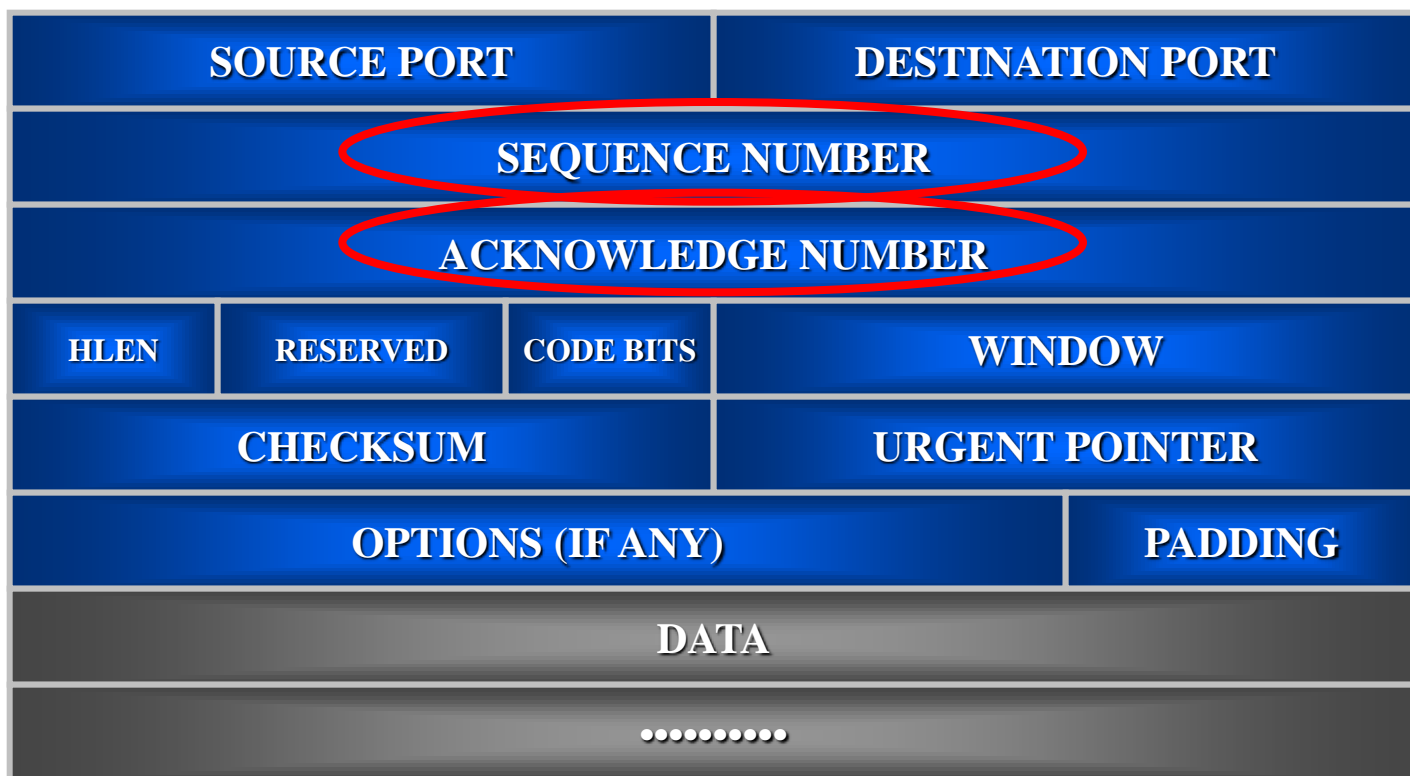 SOURCE PORT
DESTINATION PORT
SEQUENCE NUMBER
ACKNOWLEDGE NUMBER
HLEN
RESERVED
CODE BITS
WINDOW
CHECKSUM
URGENT POINTER
OPTIONS (IF ANY)
PADDING
DATA
••••••••••